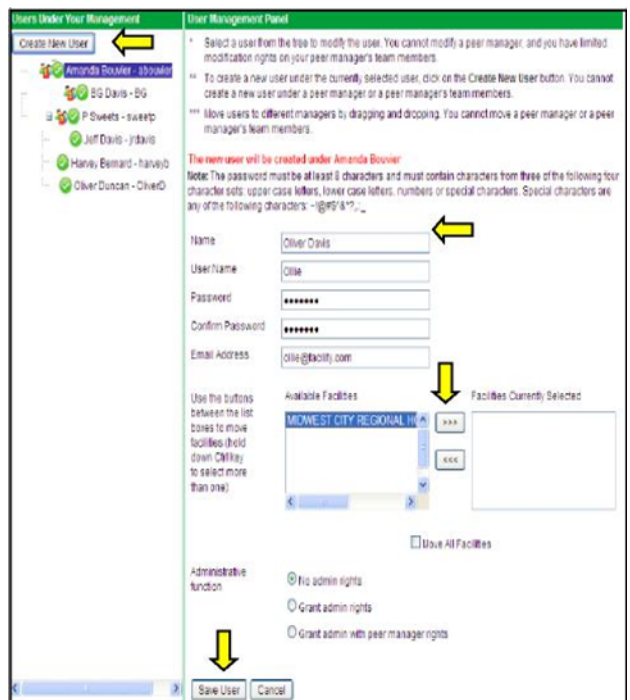 Users Under Your Management
Create New User
Amanda Bouvier - abouvier
BG Davis - BG
P Sweets - sweetp
Jeff Davis - jrdavis
Harvey Bernard - harveyb
Oliver Duncan - OliverD
User Management Panel
* Select a user from the tree to modify the user. You cannot modify a peer manager, and you have limited
modification rights on your peer manager's team members.
** To create a new user under the currently selected user, click on the Create New User button. You cannot
create a new user under a peer manager or a peer manager's team members.
*** Move users to different managers by dragging and dropping. You cannot move a peer manager or a peer
manager's team members.
The new user will be created under Amanda Bouvier
Note: The password must be at least 8 characters and must contain characters from three of the following four
character sets: upper case letters, lower case letters, numbers or special characters. Special characters are
any of the following characters:
Name
Oliver Davis
User Name
Ollie
Password
•••••••
Confirm Password
•••••••
Email Address
ollie@facility.com
Use the buttons
between the list
boxes to move
facilities (hold
down Ctrl key
to select more
than one)
Available Facilities
MIDWEST CITY REGIONAL HO
>>>
<<<
Facilities Currently Selected
Move All Facilities
Administrative
function
No admin rights
Grant admin rights
Grant admin with peer manager rights
Save User
Cancel